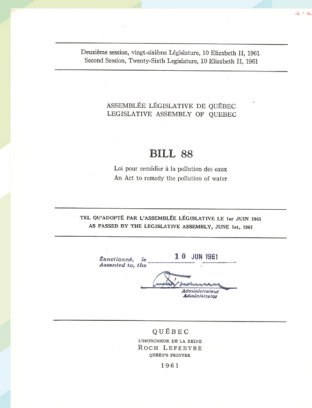 Deuxième session, vingt-sixième Législature, 10 Elizabeth II, 1961
Second Session, Twenty-Sixth Legislature, 10 Elizabeth II, 1961
ASSEMBLÉE LÉGISLATIVE DE QUÉBEC
LEGISLATIVE ASSEMBLY OF QUEBEC
BILL 88
Loi pour remédier à la pollution des eaux
An Act to remedy the pollution of water
TEL QU'ADOPTÉ PAR L'ASSEMBLÉE LÉGISLATIVE LE 1er JUIN 1961
AS PASSED BY THE LEGISLATIVE ASSEMBLY, JUNE 1st, 1961
Sanctionné, le 10 JUN 1961
Assented to, the
Administrateur
Administrator
QUÉBEC
L'IMPRIMEUR DE LA REINE
ROCH LEFEBVRE
QUEEN'S PRINTER
1961